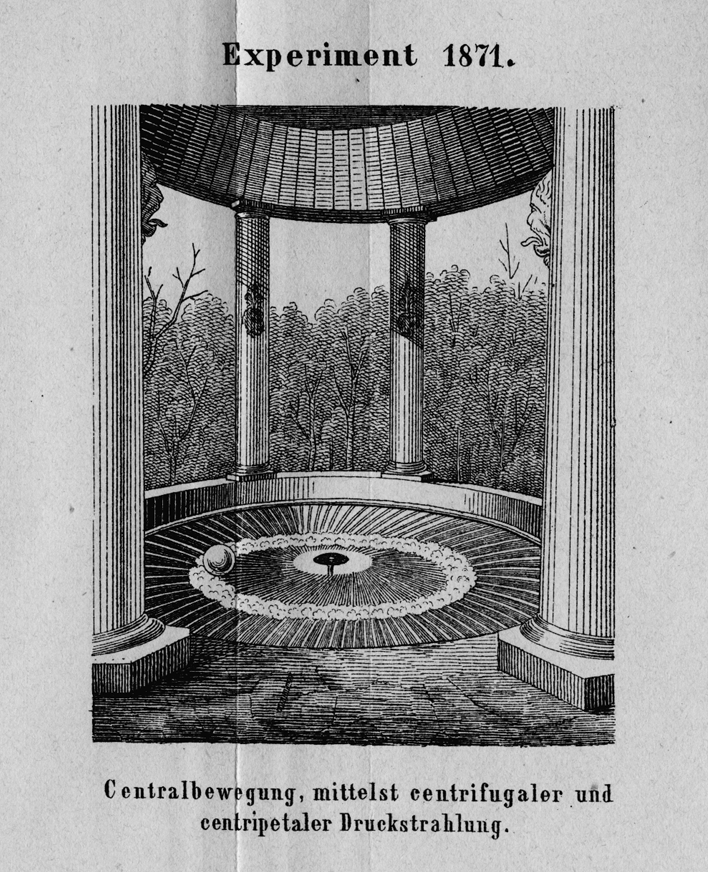 Experiment 1871.
Centralbewegung, mittelst centrifugaler und
centripetaler Druckstrahlung.